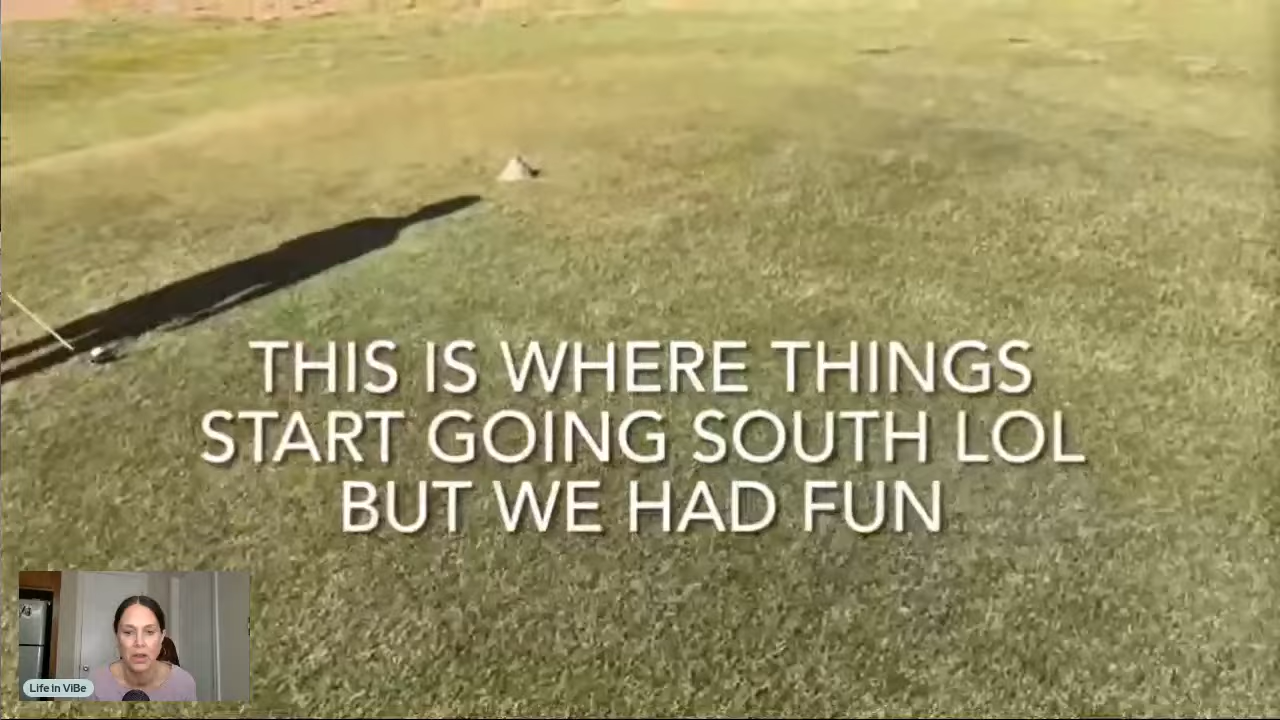 THIS IS WHERE THINGS
START GOING SOUTH LOL
BUT WE HAD FUN
Life in ViBe